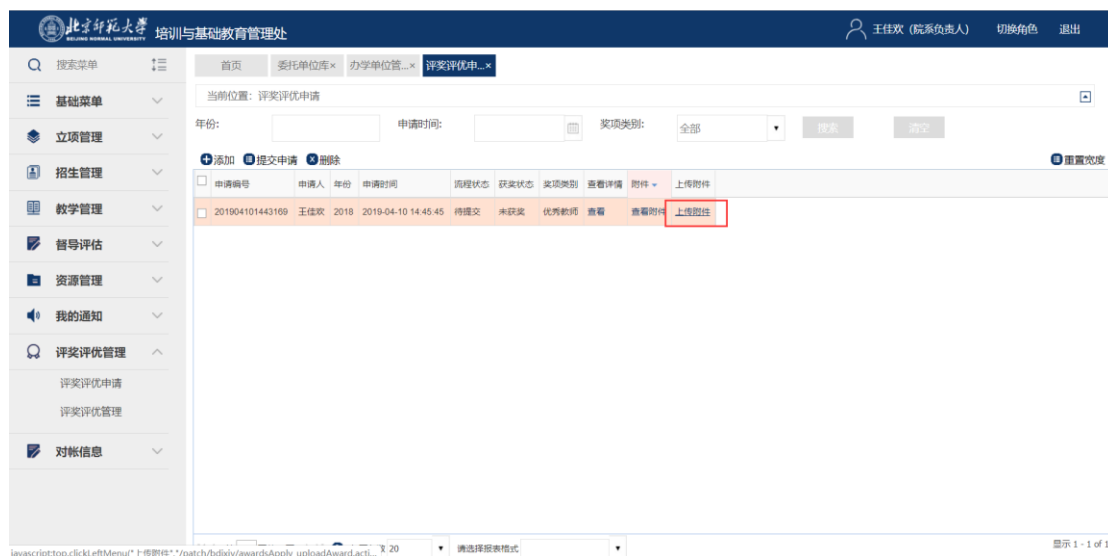 北京师范大学 培训与基础教育管理处 王佳欢（院系负责人） 切换角色 退出
BEIJING NORMAL UNIVERSITY
搜索菜单
基础菜单
立项管理
招生管理
教学管理
督导评估
资源管理
我的通知
评奖评优管理
评奖评优申请
评奖评优管理
对帐信息
首页 委托单位库× 办学单位管...× 评奖评优申...×
当前位置：评奖评优申请
年份: 申请时间: 奖项类别: 全部 搜索 清空
添加 提交申请 删除 重置宽度
申请编号 申请人 年份 申请时间 流程状态 获奖状态 奖项类别 查看详情 附件 上传附件
201904101443169 王佳欢 2018 2019-04-10 14:45:45 待提交 未获奖 优秀教师 查看 查看附件 上传附件
javascript:top.clickLeftMenu("上传附件","/patch/bdjxjy/awardsApply_uploadAward.acti... 20 请选择报表格式 显示 1 - 1 of 1